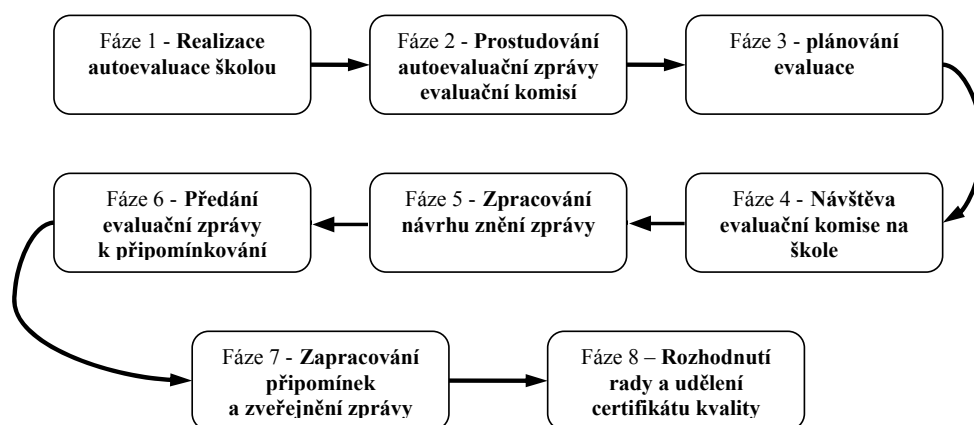 Fáze 1 - Realizace
autoevaluace školou
Fáze 2 - Prostudování
autoevaluační zprávy
evaluační komisí
Fáze 3 - plánování
evaluace
Fáze 4 - Návštěva
evaluační komise na
škole
Fáze 5 - Zpracování
návrhu znění zprávy
Fáze 6 - Předání
evaluační zprávy
k připomínkování
Fáze 7 - Zapracování
připomínek
a zveřejnění zprávy
Fáze 8 – Rozhodnutí
rady a udělení
certifikátu kvality